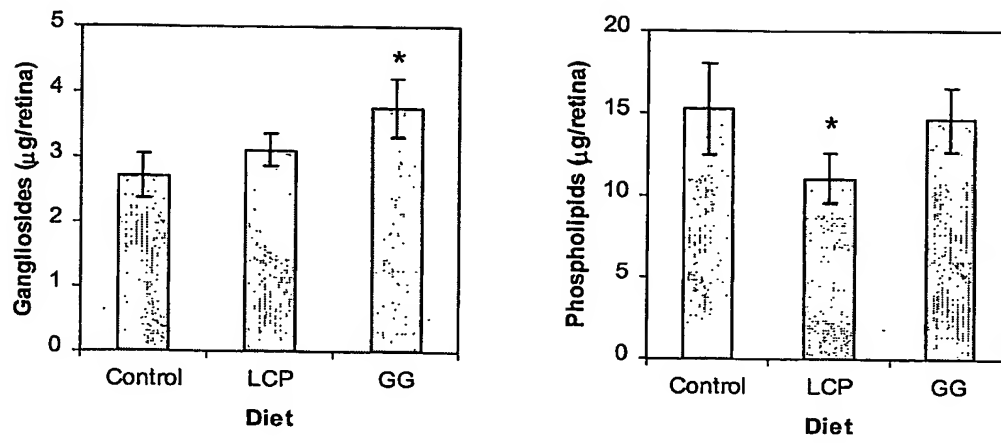 Gangliosides (µg/retina)
5
4
3
2
1
0
*
Control LCP GG
Diet
Phospholipids (µg/retina)
20
15
10
5
0
*
Control LCP GG
Diet